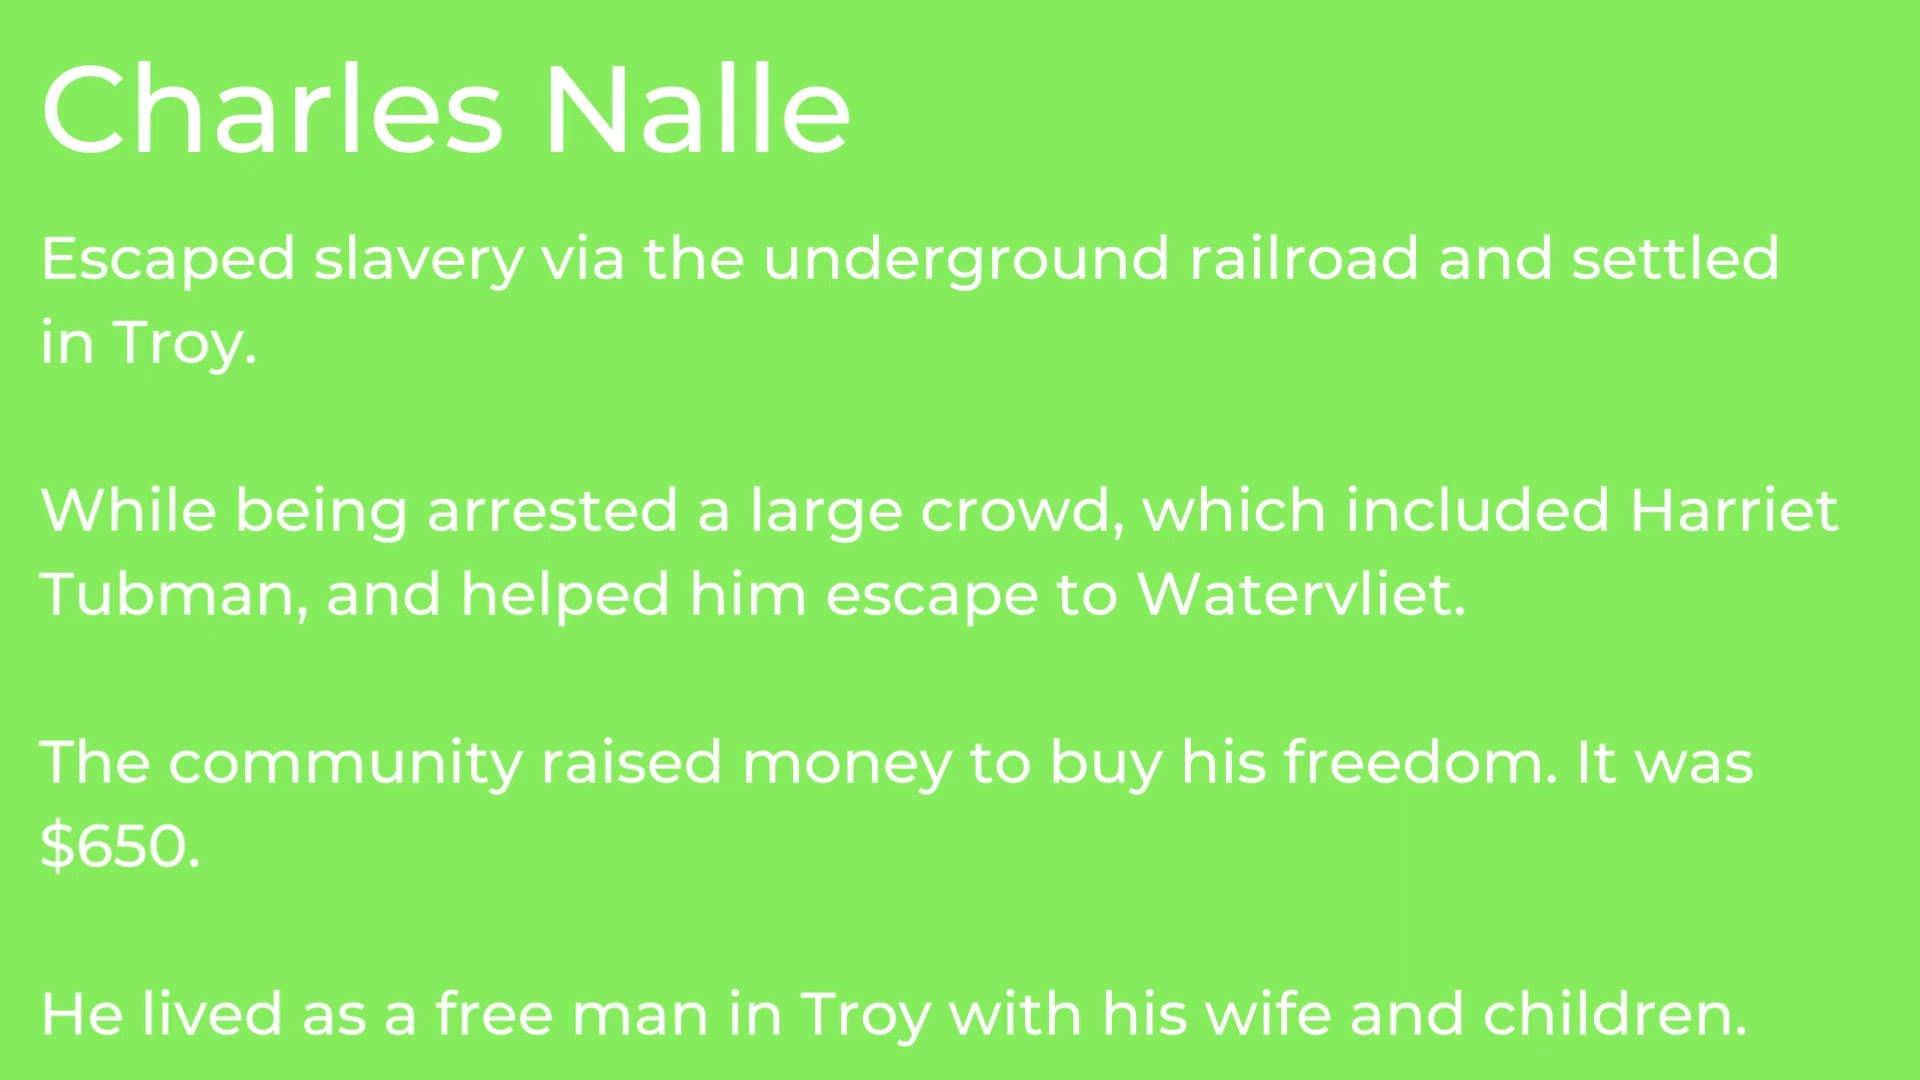 Charles Nalle
Escaped slavery via the underground railroad and settled
in Troy.
While being arrested a large crowd, which included Harriet
Tubman, and helped him escape to Watervliet.
The community raised money to buy his freedom. It was
$650.
He lived as a free man in Troy with his wife and children.